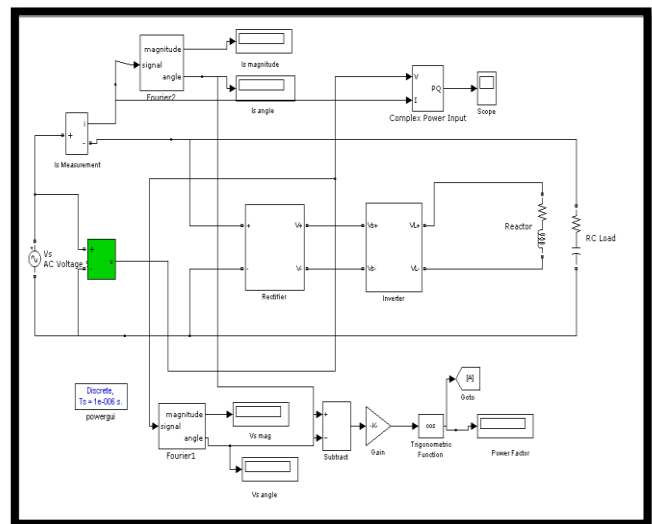 magnitude
signal
angle
Fourier2
Is magnitude
Is angle
V
I
PQ
Complex Power Input
Scope
+
i
-
Is Measurement
Vs
AC Voltage
+
-
v
+
-
V+
V-
Rectifier
Vs+
Vs-
VL+
VL-
Inverter
Reactor
RC Load
Discrete,
Ts = 1e-006 s.
powergui
magnitude
signal
angle
Fourier1
Vs mag
Vs angle
+
-
Subtract
-K-
Gain
cos
Trigonometric
Function
[A]
Goto
Power Factor